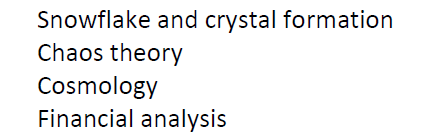 Snowflake and crystal formation
Chaos theory
Cosmology
Financial analysis